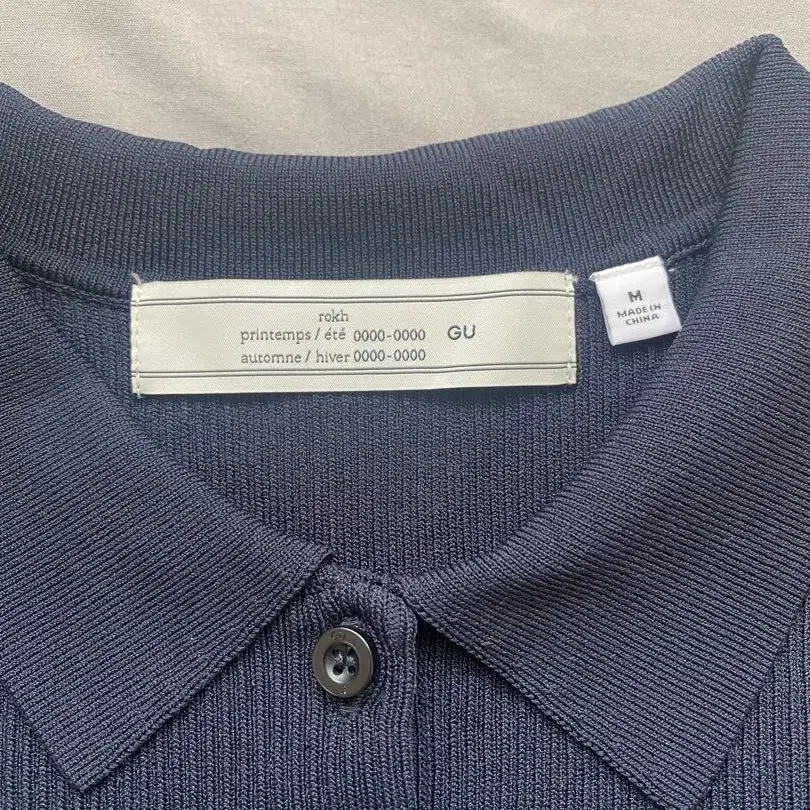 rokh
printemps / été 0000-0000 GU
automne / hiver 0000-0000
M
MADE IN
CHINA